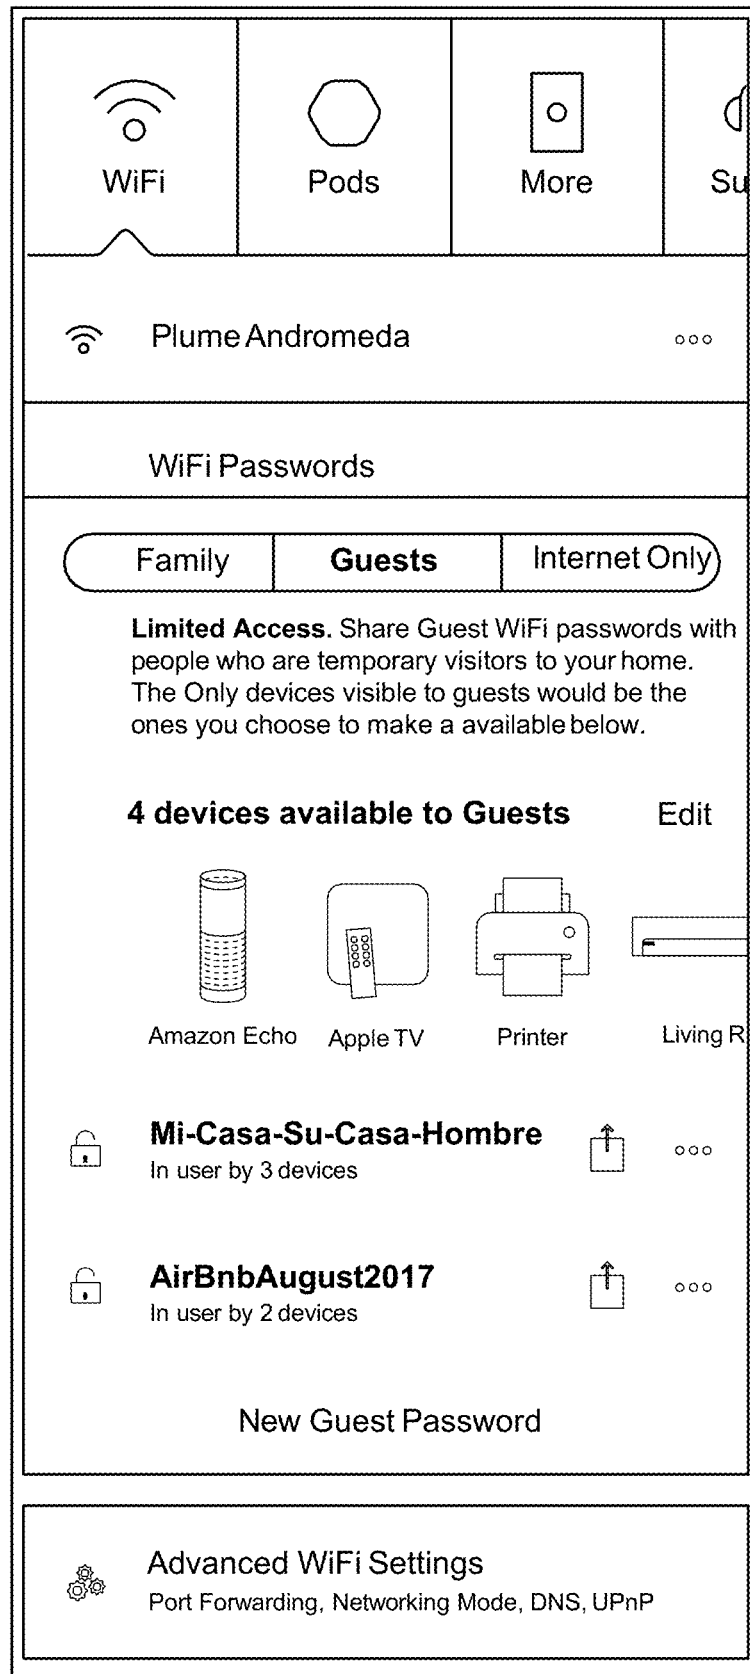 WiFi
Pods
More
Su
Plume Andromeda
WiFi Passwords
Family
Guests
Internet Only
Limited Access. Share Guest WiFi passwords with
people who are temporary visitors to your home.
The Only devices visible to guests would be the
ones you choose to make a available below.
4 devices available to Guests
Edit
Amazon Echo
Apple TV
Printer
Living R
Mi-Casa-Su-Casa-Hombre
In user by 3 devices
AirBnbAugust2017
In user by 2 devices
New Guest Password
Advanced WiFi Settings
Port Forwarding, Networking Mode, DNS, UPnP